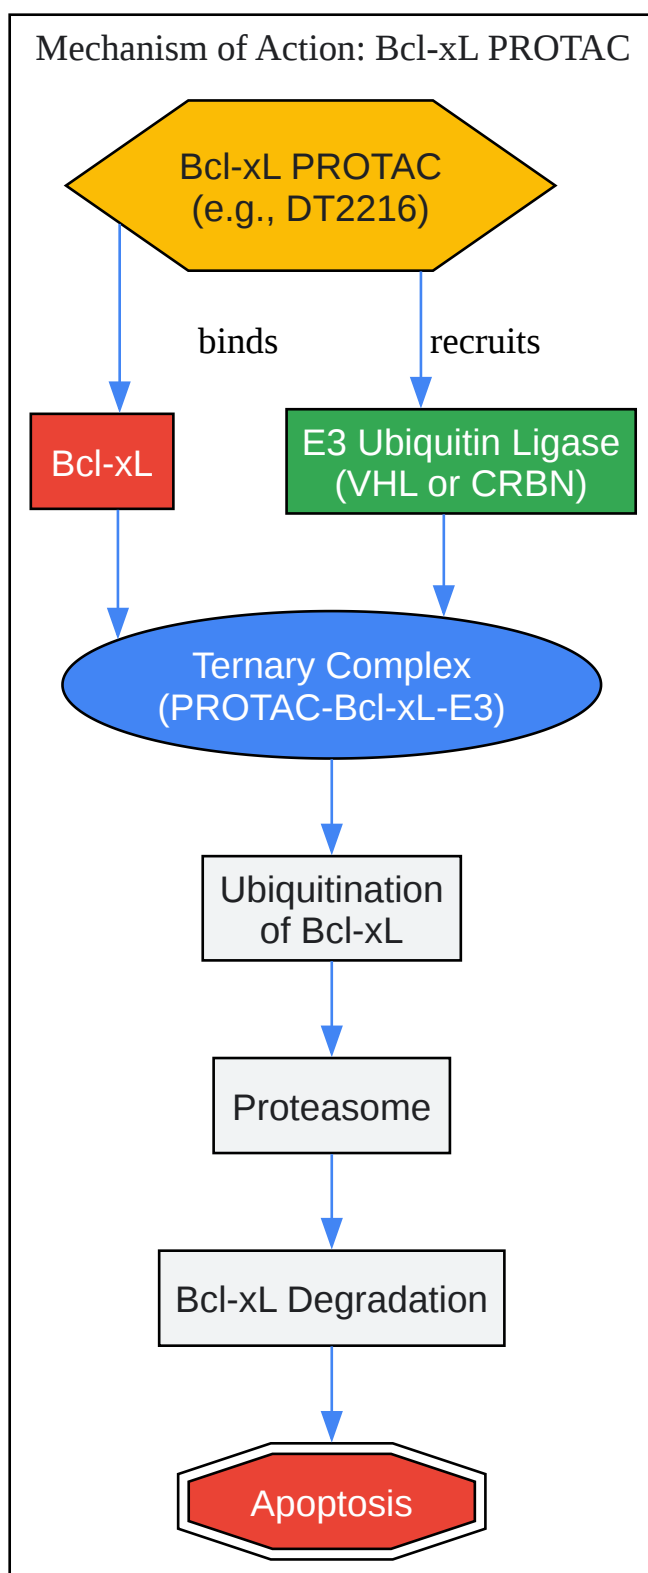 Mechanism of Action: Bcl-xL PROTAC
Bcl-xL PROTAC
(e.g., DT2216)
binds
recruits
Bcl-xL
E3 Ubiquitin Ligase
(VHL or CRBN)
Ternary Complex
(PROTAC-Bcl-xL-E3)
Ubiquitination
of Bcl-xL
Proteasome
Bcl-xL Degradation
Apoptosis